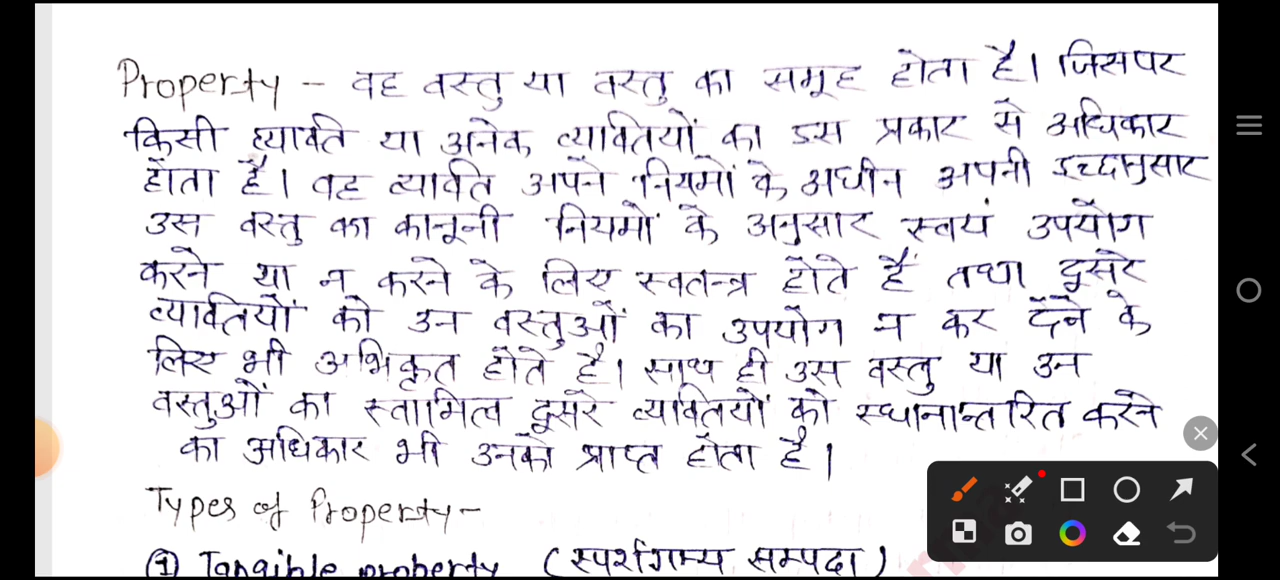 Property - वह वस्तु या वस्तु का समूह होता है। जिसपर
किसी व्यक्ति या अनेक व्यक्तियों का इस प्रकार से अधिकार
होता है। वह व्यक्ति अपने नियमों के अधीन अपनी इच्छानुसार
उस वस्तु का कानूनी नियमों के अनुसार स्वयं उपयोग
करने या न करने के लिए स्वतन्त्र होते हैं तथा दूसरे
व्यक्तियों को उन वस्तुओं का उपयोग न कर देने के
लिए भी अभिकृत होते है। साथ ही उस वस्तु या उन
वस्तुओं का स्वामित्व दूसरे व्यक्तियों को स्थानान्तरित करने
का अधिकार भी उनको प्राप्त होता है।
Types of Property-
① Tangible property (स्पर्शगम्य सम्पदा)